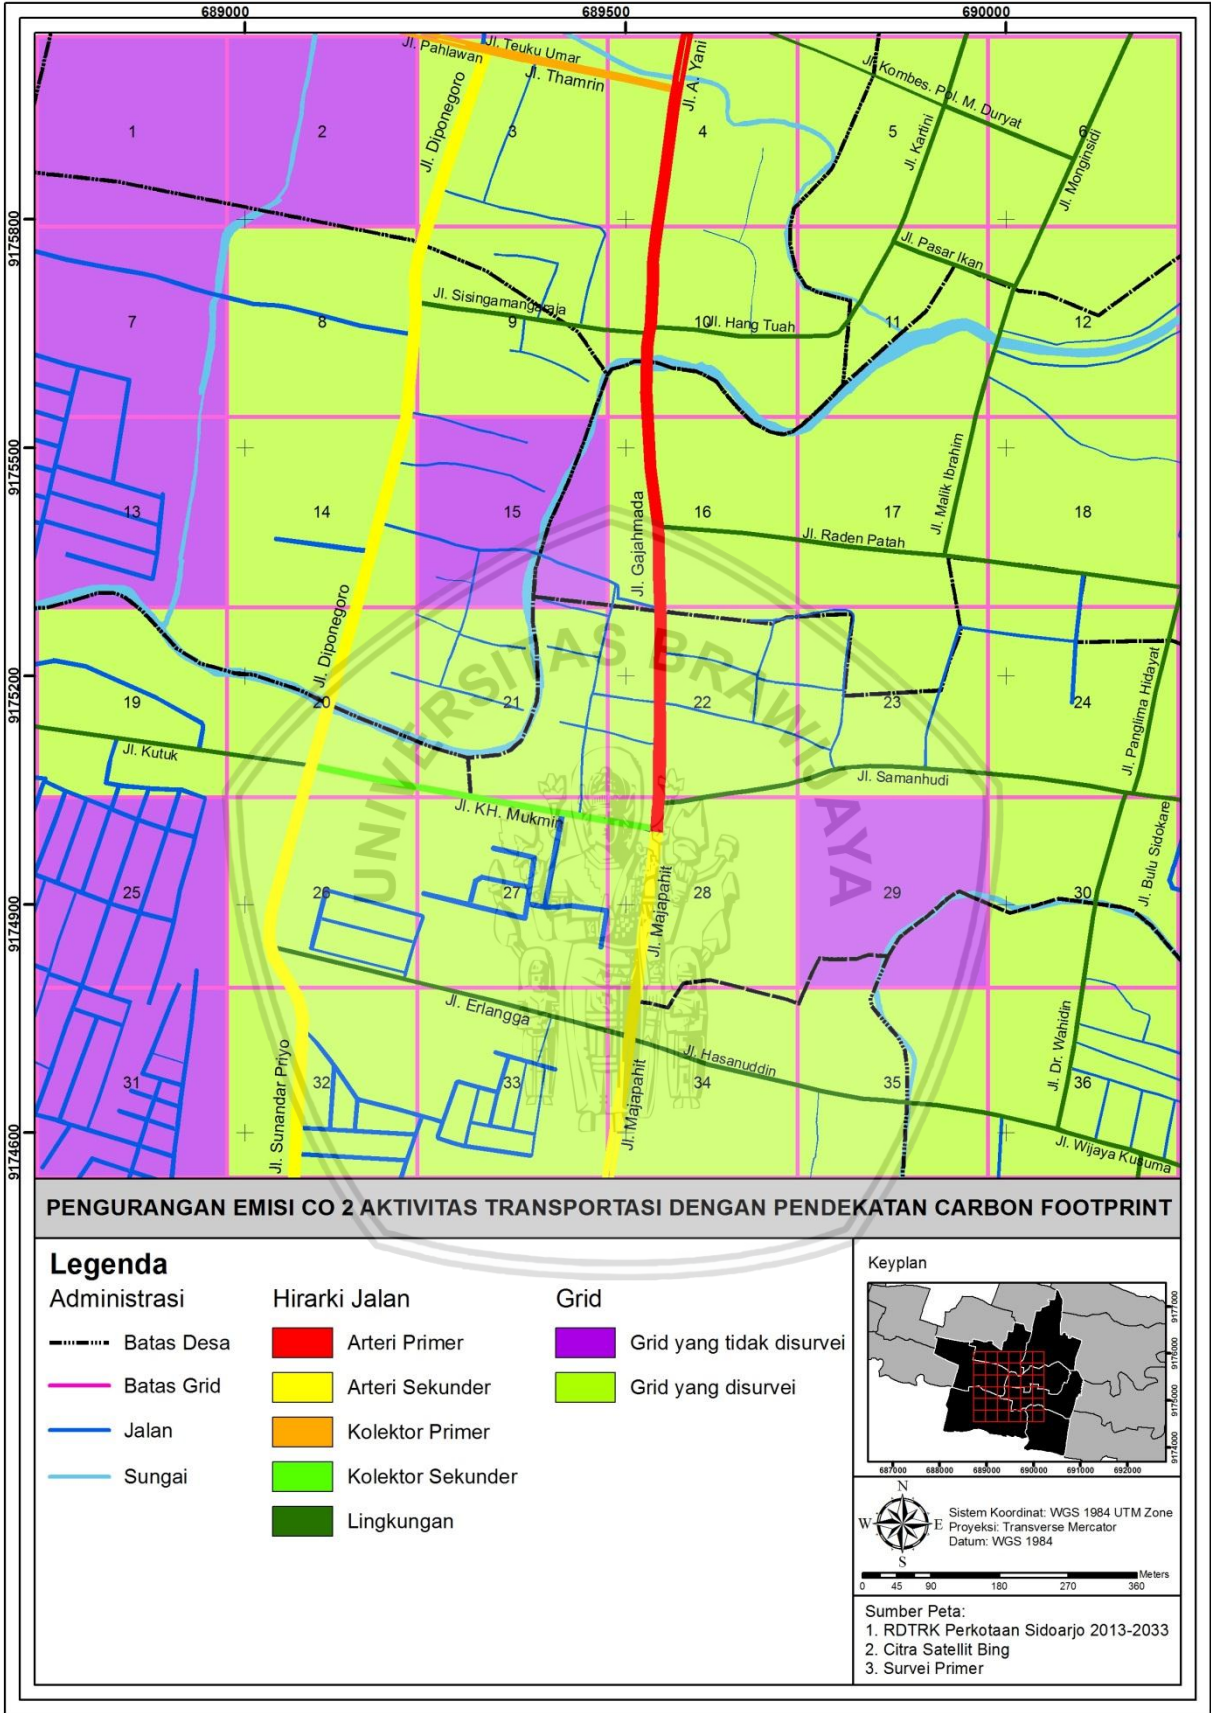 689000
689500
690000
9175800
9175500
9175200
9174900
9174600
Jl. Pahlawan
Jl. Teuku Umar
Jl. Thamrin
Jl. A. Yani
Jl. Kombes. Pol. M. Duryat
Jl. Diponegoro
Jl. Kartini
Jl. Monginsidi
1
2
3
4
5
6
Jl. Pasar Ikan
Jl. Sisingamangaraja
Jl. Hang Tuah
7
8
9
10
11
12
Jl. Gajahmada
Jl. Malik Ibrahim
Jl. Raden Patah
13
14
15
16
17
18
Jl. Diponegoro
Jl. Panglima Hidayat
19
20
21
22
23
24
Jl. Kutuk
Jl. Samanhudi
Jl. KH. Mukmin
Jl. Bulu Sidokare
25
26
27
28
29
30
Jl. Majapahit
Jl. Erlangga
Jl. Hasanuddin
Jl. Dr. Wahidin
Jl. Sunandar Priyo
31
32
33
34
35
36
Jl. Majapahit
Jl. Wijaya Kusuma
UNIVERSITAS BRAWIJAYA
PENGURANGAN EMISI CO 2 AKTIVITAS TRANSPORTASI DENGAN PENDEKATAN CARBON FOOTPRINT
Legenda
Administrasi
Batas Desa
Batas Grid
Jalan
Sungai
Hirarki Jalan
Arteri Primer
Arteri Sekunder
Kolektor Primer
Kolektor Sekunder
Lingkungan
Grid
Grid yang tidak disurvei
Grid yang disurvei
Keyplan
9177000
9176000
9175000
9174000
687000
688000
689000
690000
691000
692000
N
W
E
S
Sistem Koordinat: WGS 1984 UTM Zone
Proyeksi: Transverse Mercator
Datum: WGS 1984
Meters
0
45
90
180
270
360
Sumber Peta:
1. RDTRK Perkotaan Sidoarjo 2013-2033
2. Citra Satellit Bing
3. Survei Primer